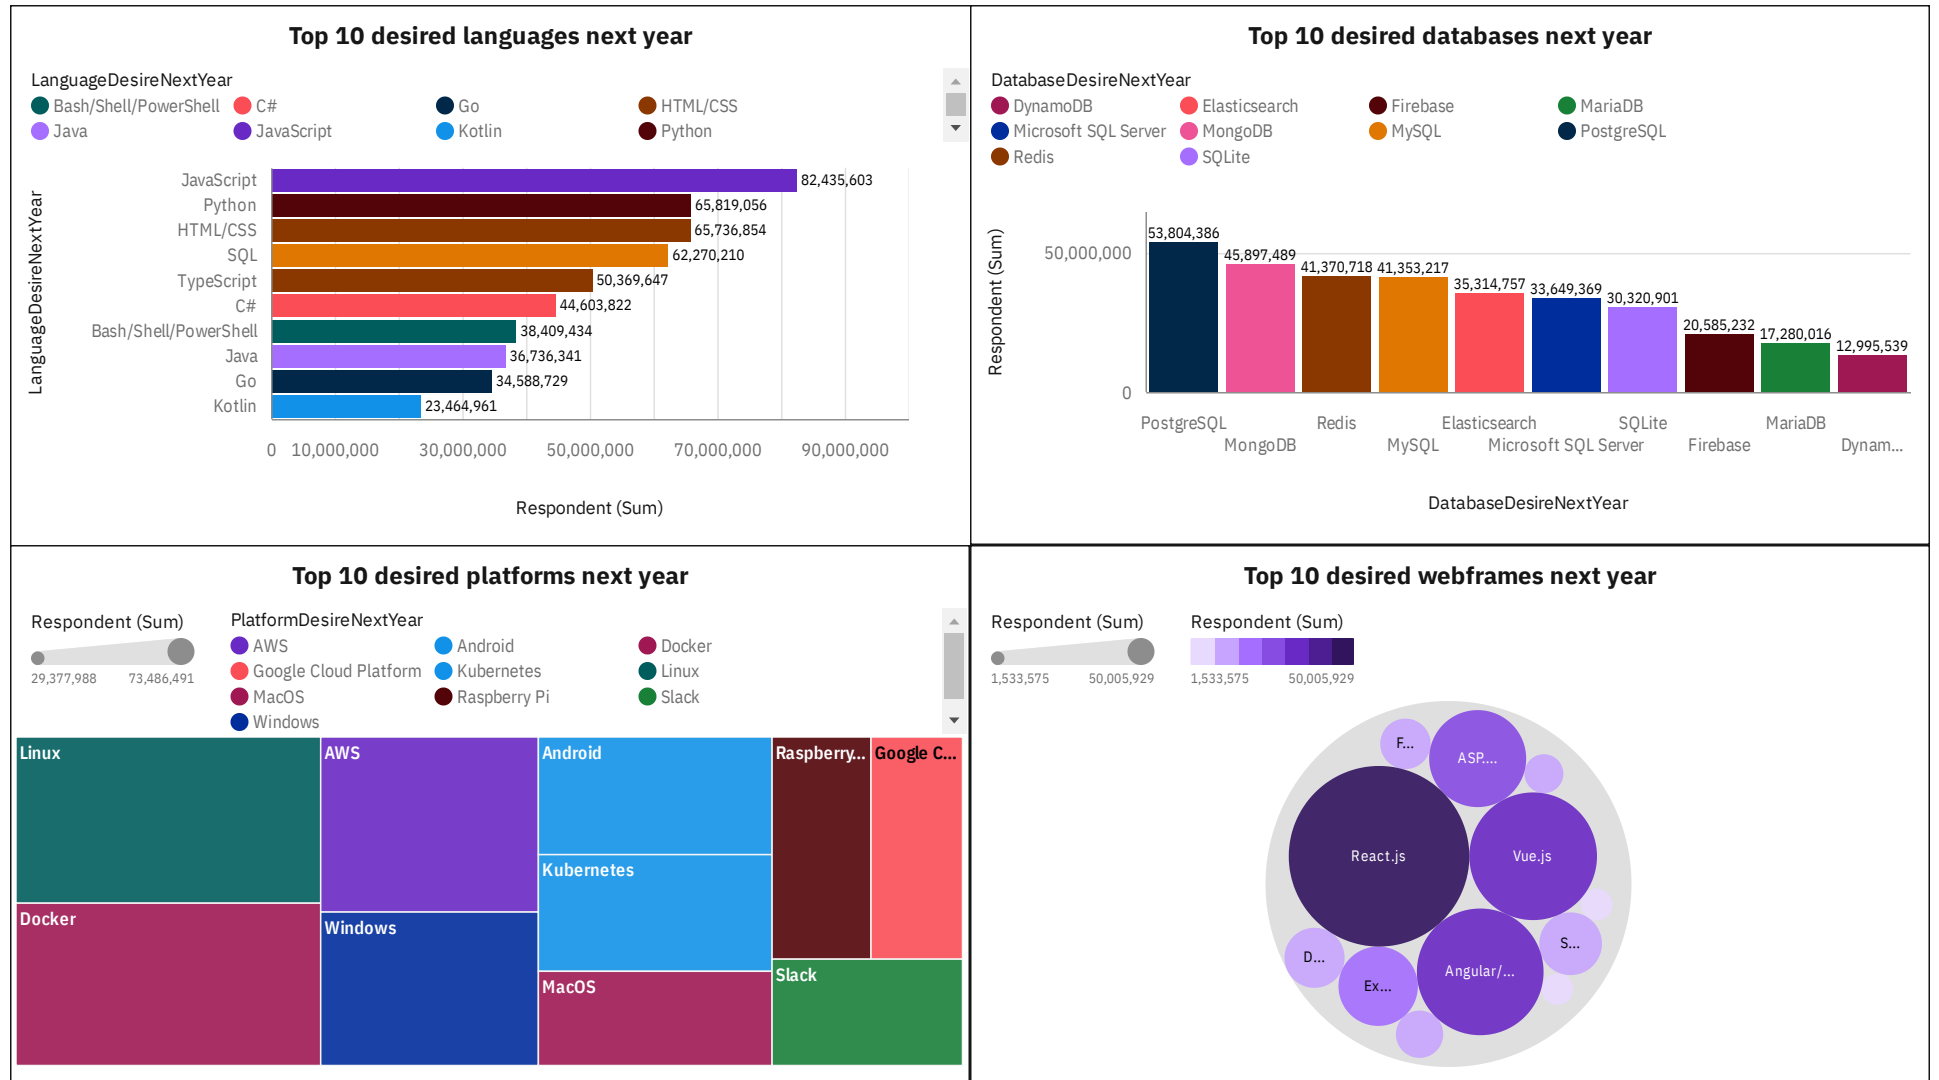 Top 10 desired languages next year
LanguageDesireNextYear
Bash/Shell/PowerShell C# Go HTML/CSS
Java JavaScript Kotlin Python
LanguageDesireNextYear
JavaScript 82,435,603
Python 65,819,056
HTML/CSS 65,736,854
SQL 62,270,210
TypeScript 50,369,647
C# 44,603,822
Bash/Shell/PowerShell 38,409,434
Java 36,736,341
Go 34,588,729
Kotlin 23,464,961
0 10,000,000 30,000,000 50,000,000 70,000,000 90,000,000
Respondent (Sum)
Top 10 desired databases next year
DatabaseDesireNextYear
DynamoDB Elasticsearch Firebase MariaDB
Microsoft SQL Server MongoDB MySQL PostgreSQL
Redis SQLite
Respondent (Sum)
50,000,000
0
53,804,386 45,897,489 41,370,718 41,353,217 35,314,757 33,649,369 30,320,901 20,585,232 17,280,016 12,995,539
PostgreSQL Redis Elasticsearch SQLite MariaDB
MongoDB MySQL Microsoft SQL Server Firebase Dynam...
DatabaseDesireNextYear
Top 10 desired platforms next year
Respondent (Sum)
29,377,988 73,486,491
PlatformDesireNextYear
AWS Android Docker
Google Cloud Platform Kubernetes Linux
MacOS Raspberry Pi Slack
Windows
Linux AWS Android Raspberry... Google C...
Kubernetes
Docker Windows
MacOS Slack
Top 10 desired webframes next year
Respondent (Sum) Respondent (Sum)
1,533,575 50,005,929 1,533,575 50,005,929
F... ASP....
React.js Vue.js
D... S...
Ex... Angular/...